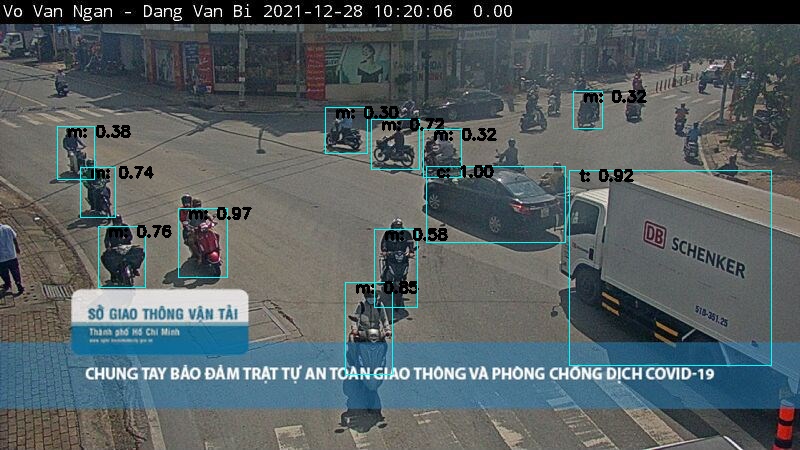 Vo Van Ngan - Dang Van Bi 2021-12-28 10:20:06 0.00
m: 0.30
m: 0.32
m: 0.72
m: 0.38
m: 0.32
m: 0.74
c: 1.00
t: 0.92
m: 0.97
m: 0.76
m: 0.58
DB SCHENKER
m: 0.85
51D-351.25
SỞ GIAO THÔNG VẬN TẢI
Thành phố Hồ Chí Minh
CHUNG TAY BẢO ĐẢM TRẬT TỰ AN TOÀN GIAO THÔNG VÀ PHÒNG CHỐNG DỊCH COVID-19